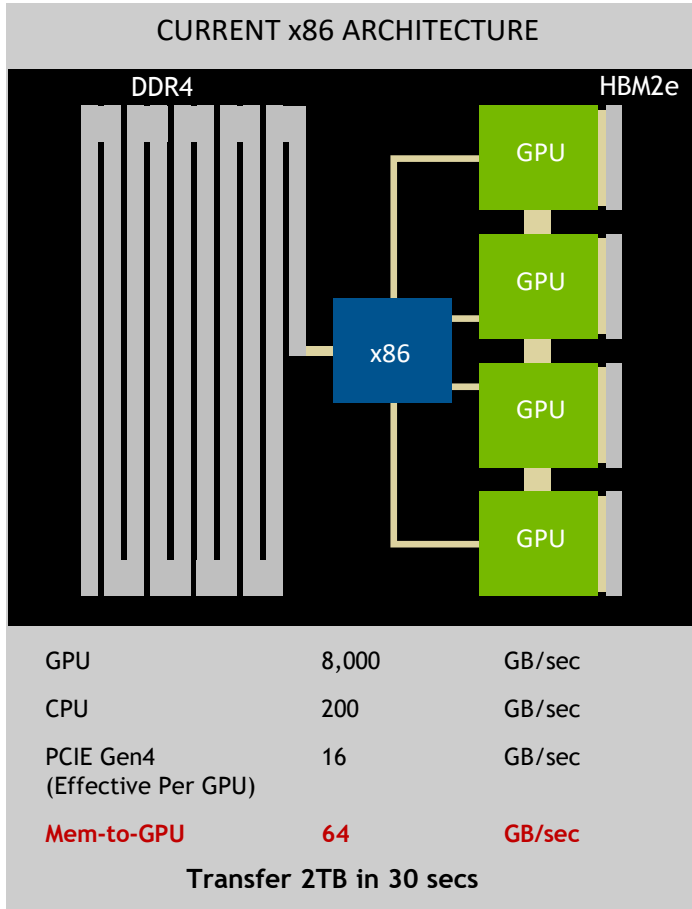 CURRENT x86 ARCHITECTURE
DDR4
HBM2e
GPU
GPU
x86
GPU
GPU
GPU 8,000 GB/sec
CPU 200 GB/sec
PCIE Gen4 16 GB/sec
(Effective Per GPU)
Mem-to-GPU 64 GB/sec
Transfer 2TB in 30 secs